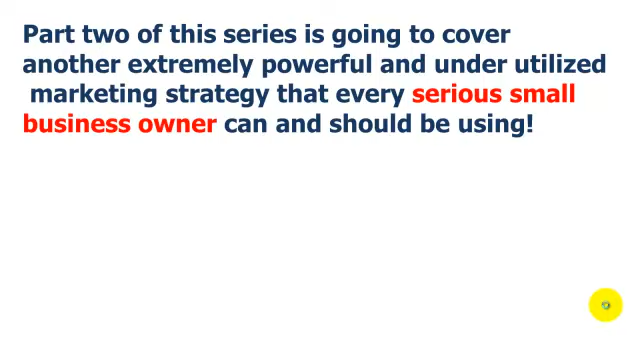 Part two of this series is going to cover
another extremely powerful and under utilized
marketing strategy that every serious small
business owner can and should be using!